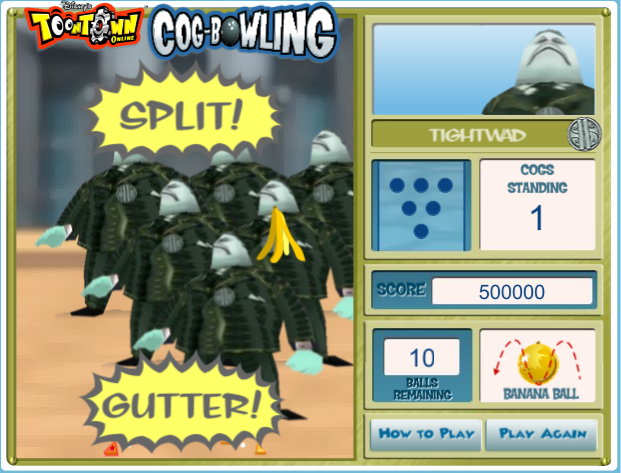 Disney's
TOONTOWN
ONLINE
COG-BOWLING
SPLIT!
TIGHTWAD
COGS
STANDING
1
SCORE
500000
10
BALLS
REMAINING
BANANA BALL
GUTTER!
HOW TO PLAY
PLAY AGAIN